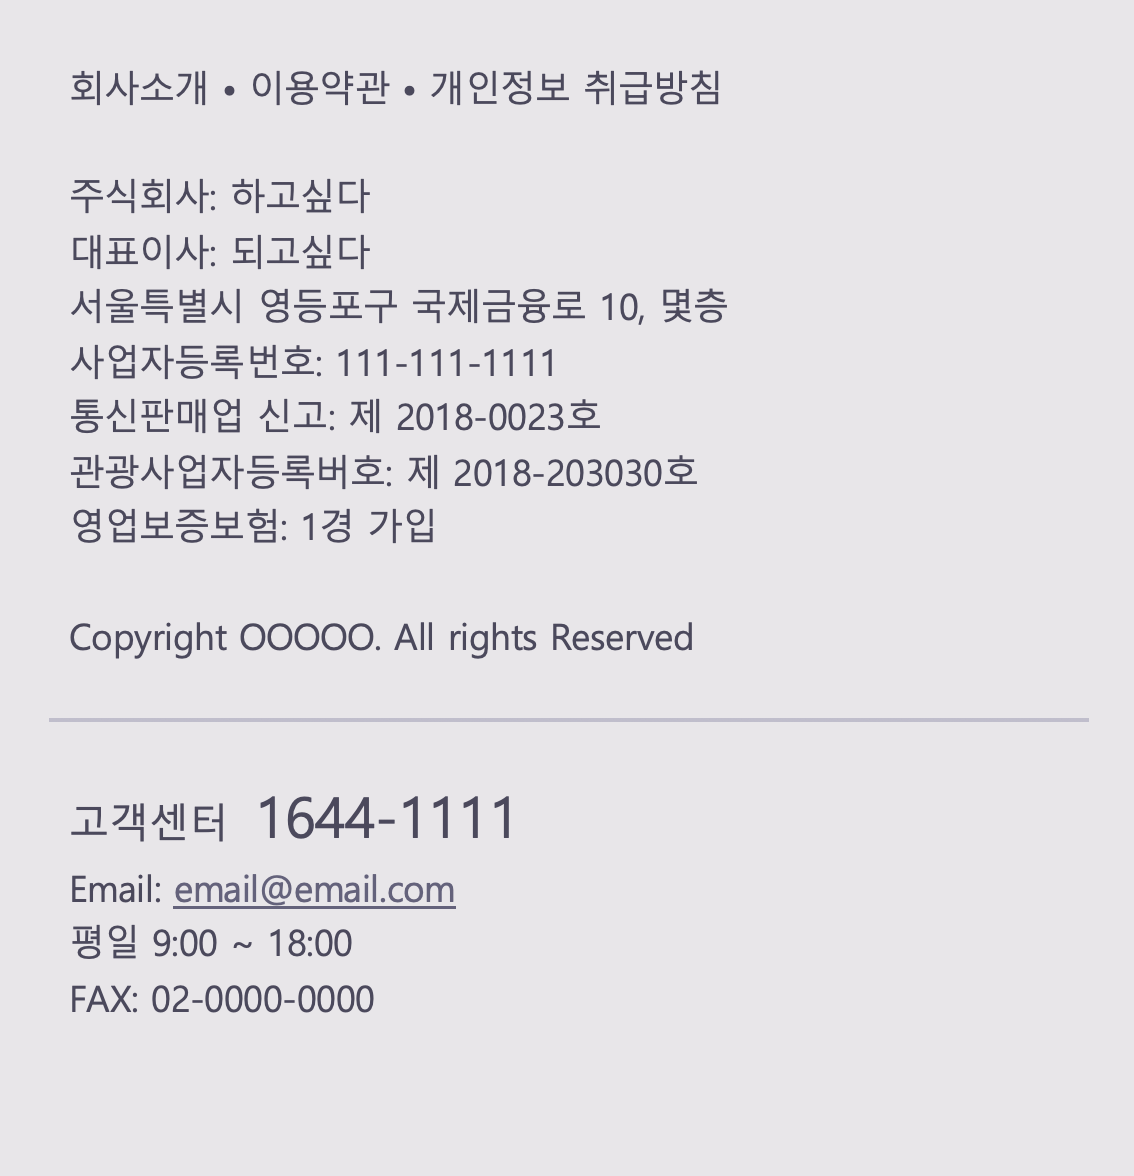 회사소개 • 이용약관 • 개인정보 취급방침
주식회사: 하고싶다
대표이사: 되고싶다
서울특별시 영등포구 국제금융로 10, 몇층
사업자등록번호: 111-111-1111
통신판매업 신고: 제 2018-0023호
관광사업자등록버호: 제 2018-203030호
영업보증보험: 1경 가입
Copyright OOOOO. All rights Reserved
고객센터 1644-1111
Email: email@email.com
평일 9:00 ~ 18:00
FAX: 02-0000-0000